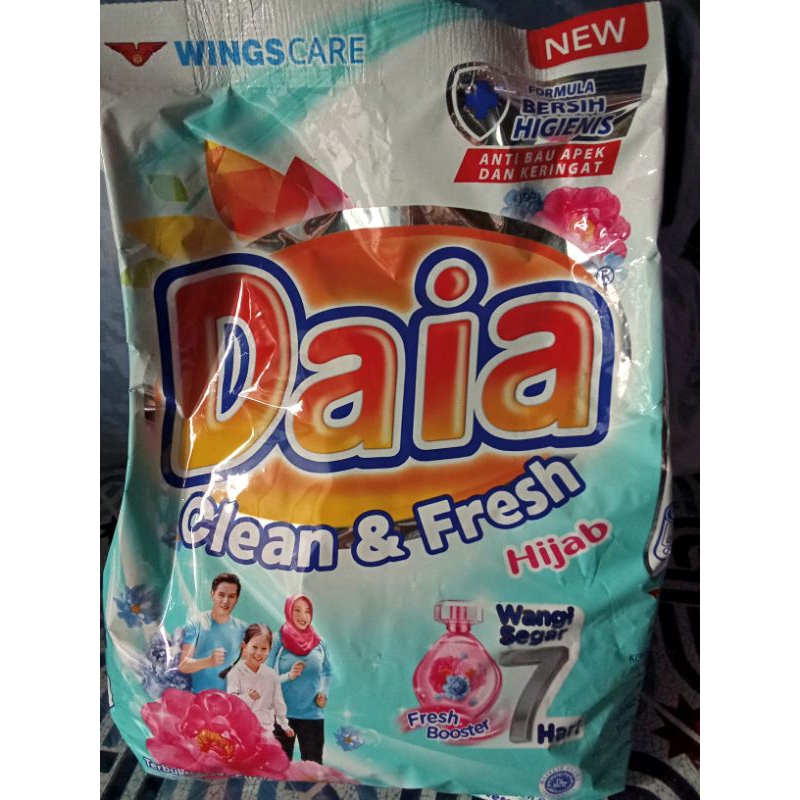 WINGSCARE
NEW
FORMULA
BERSIH
HIGIENIS
ANTI BAU APEK
DAN KERINGAT
Daia®
Clean & Fresh
Hijab
Wangi
Segar
7
Hari
Fresh
Booster